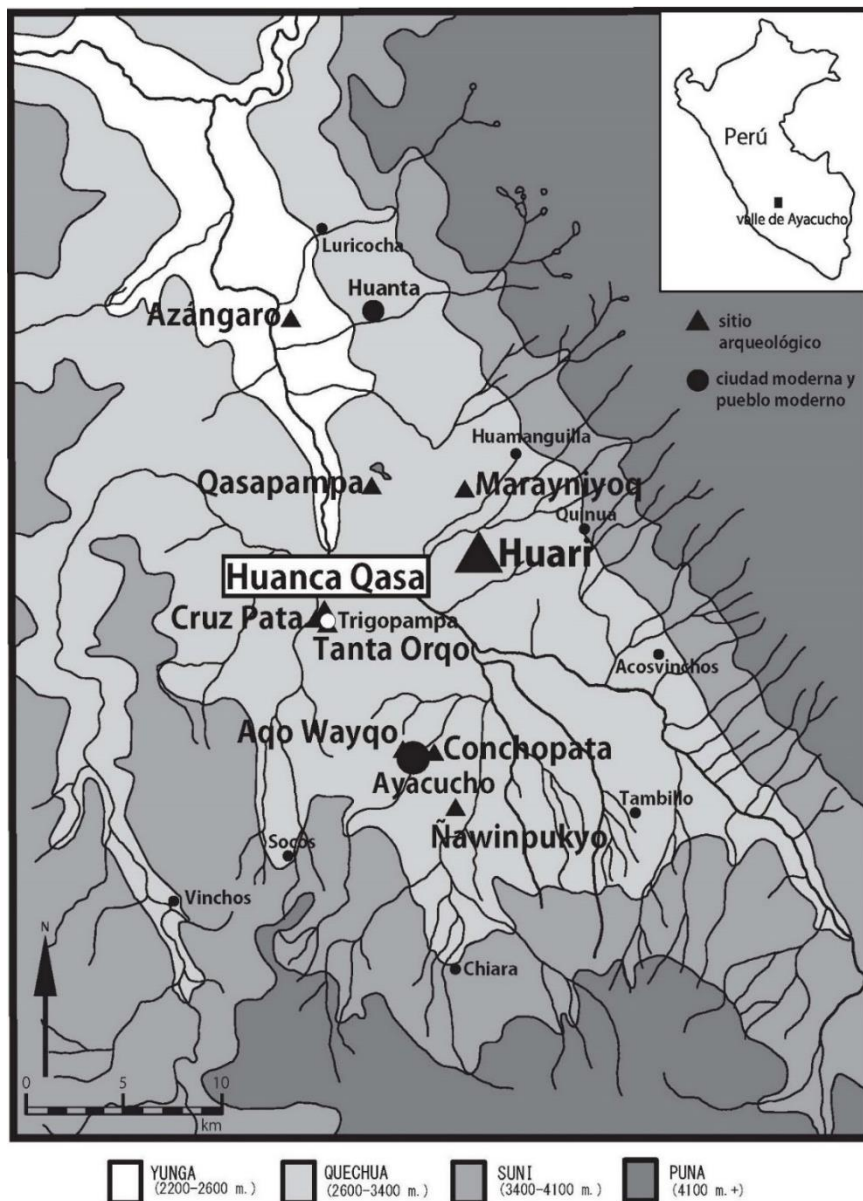 Perú
valle de Ayacucho
Luricocha
Huanta
Azángaro
sitio
arqueológico
ciudad moderna y
pueblo moderno
Huamanguilla
Qasapampa
Marayniyoq
Quinua
Huari
Huanca Qasa
Cruz Pata
Trigopampa
Tanta Orqo
Acosvinchos
Aqo Wayqo
Conchopata
Ayacucho
Tambillo
Ñawinpukyo
Socos
Vinchos
N
Chiara
0 5 10
km
YUNGA
(2200-2600 m.)
QUECHUA
(2600-3400 m.)
SUNI
(3400-4100 m.)
PUNA
(4100 m.+)